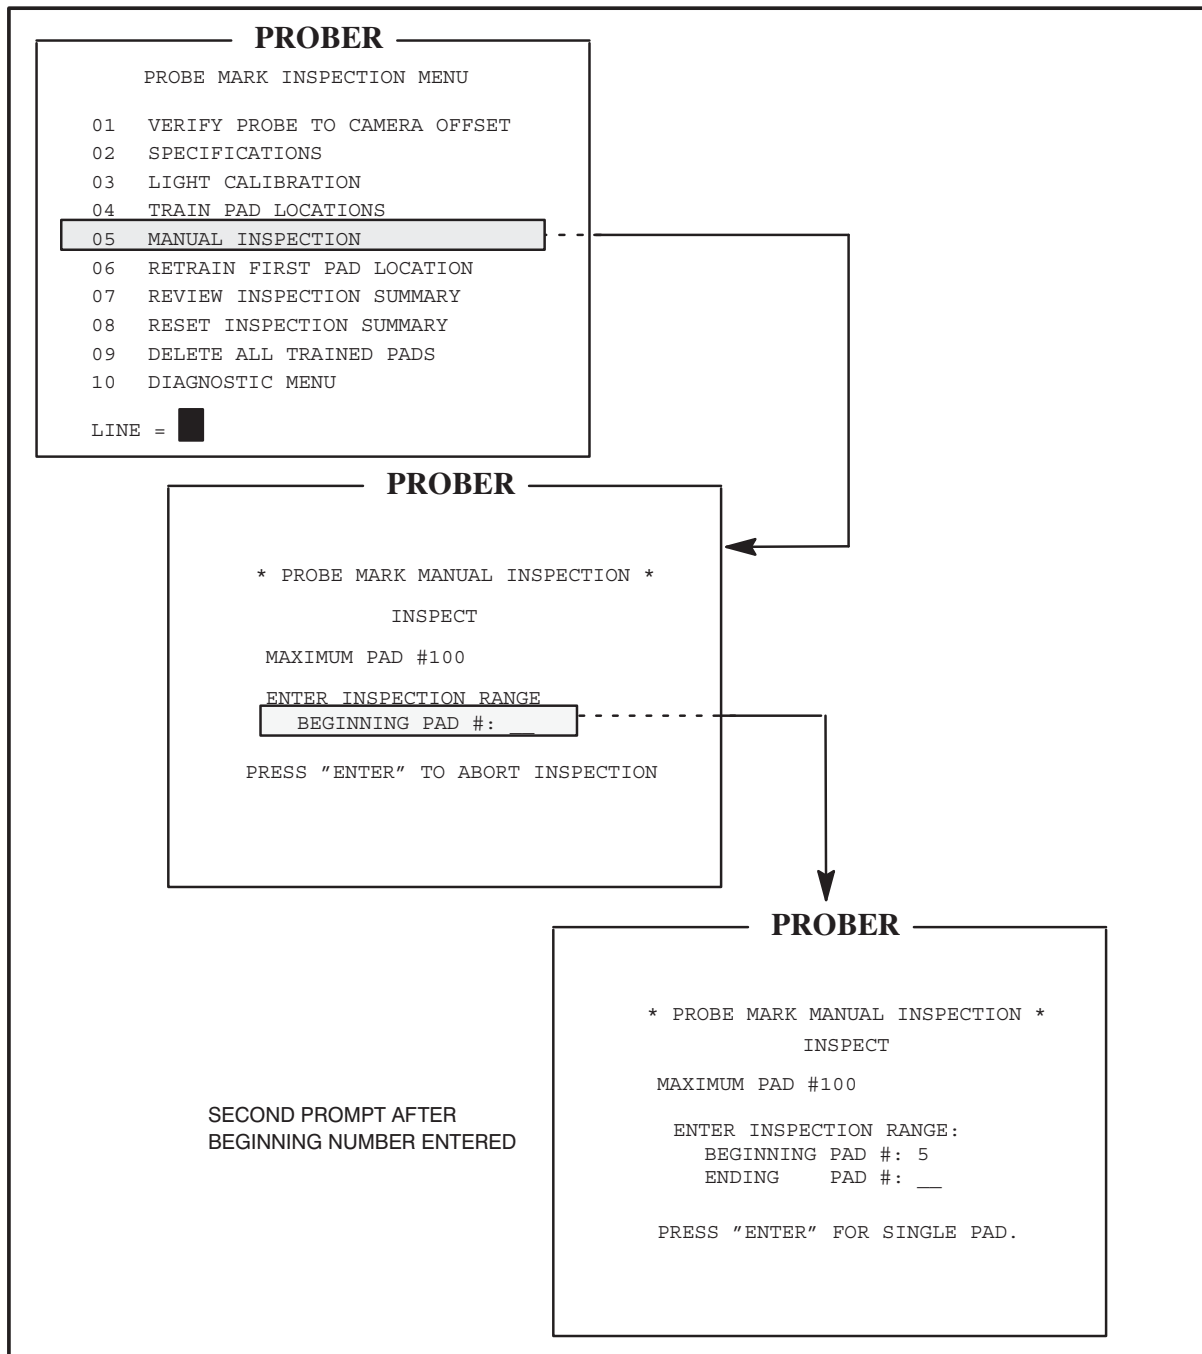 PROBER
PROBE MARK INSPECTION MENU
01 VERIFY PROBE TO CAMERA OFFSET
02 SPECIFICATIONS
03 LIGHT CALIBRATION
04 TRAIN PAD LOCATIONS
05 MANUAL INSPECTION
06 RETRAIN FIRST PAD LOCATION
07 REVIEW INSPECTION SUMMARY
08 RESET INSPECTION SUMMARY
09 DELETE ALL TRAINED PADS
10 DIAGNOSTIC MENU
LINE =
PROBER
* PROBE MARK MANUAL INSPECTION *
INSPECT
MAXIMUM PAD #100
ENTER INSPECTION RANGE
BEGINNING PAD #: __
PRESS ″ENTER″ TO ABORT INSPECTION
PROBER
* PROBE MARK MANUAL INSPECTION *
INSPECT
MAXIMUM PAD #100
ENTER INSPECTION RANGE:
BEGINNING PAD #: 5
ENDING PAD #: __
PRESS ″ENTER″ FOR SINGLE PAD.
SECOND PROMPT AFTER
BEGINNING NUMBER ENTERED